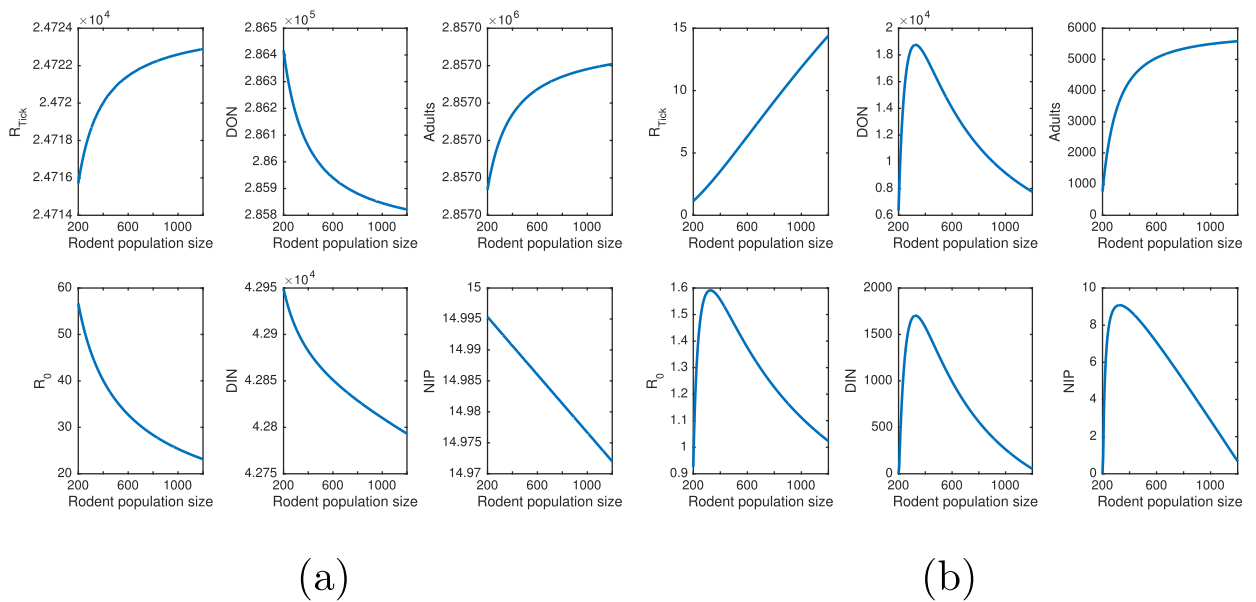 ×10⁴
2.4724
2.4722
2.472
2.4718
2.4716
2.4714
R_Tick
200 600 1000
Rodent population size
×10⁵
2.865
2.864
2.863
2.862
2.861
2.86
2.859
2.858
DON
200 600 1000
Rodent population size
×10⁶
2.8570
2.8570
2.8570
2.8570
2.8570
2.8570
2.8570
Adults
200 600 1000
Rodent population size
60
50
40
30
20
R_0
200 600 1000
Rodent population size
×10⁴
4.295
4.29
4.285
4.28
4.275
DIN
200 600 1000
Rodent population size
15
14.995
14.99
14.985
14.98
14.975
14.97
NIP
200 600 1000
Rodent population size
(a)
15
10
5
0
R_Tick
200 600 1000
Rodent population size
×10⁴
2
1.8
1.6
1.4
1.2
1
0.8
0.6
DON
200 600 1000
Rodent population size
6000
5000
4000
3000
2000
1000
0
Adults
200 600 1000
Rodent population size
1.6
1.5
1.4
1.3
1.2
1.1
1
0.9
R_0
200 600 1000
Rodent population size
2000
1500
1000
500
0
DIN
200 600 1000
Rodent population size
10
8
6
4
2
0
NIP
200 600 1000
Rodent population size
(b)